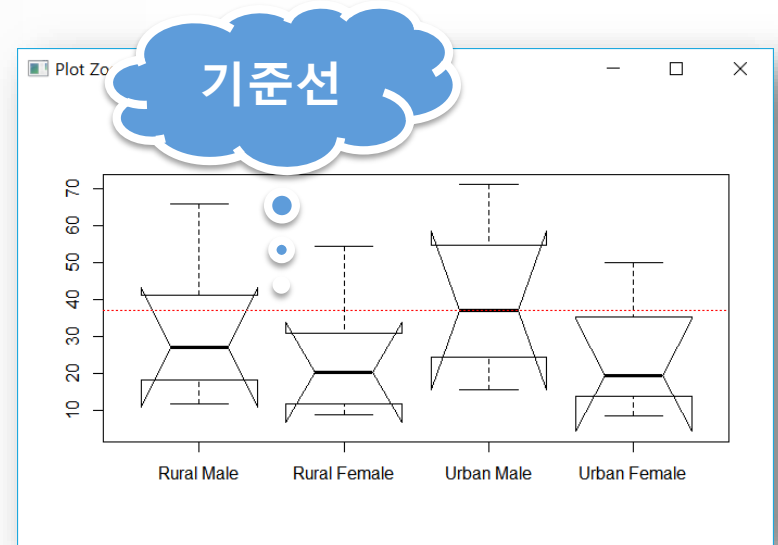 Plot Zo
기준선
70
60
50
40
30
20
10
Rural Male
Rural Female
Urban Male
Urban Female